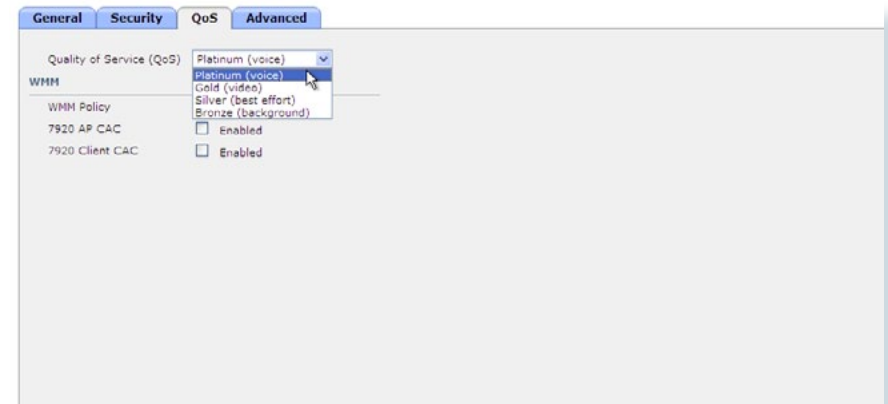 General Security QoS Advanced
Quality of Service (QoS) Platinum (voice)
Platinum (voice)
WMM
Gold (video)
Silver (best effort)
WMM Policy
Bronze (background)
7920 AP CAC Enabled
7920 Client CAC Enabled